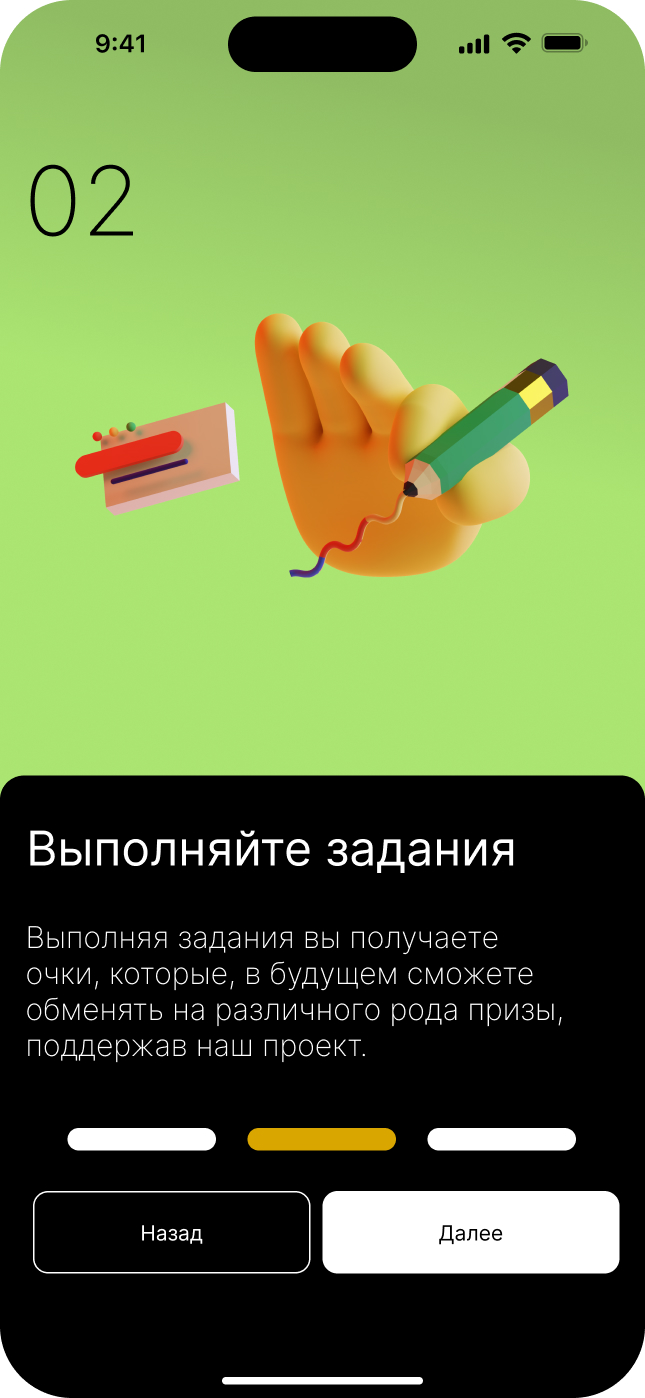 9:41
02
Выполняйте задания
Выполняя задания вы получаете
очки, которые, в будущем сможете
обменять на различного рода призы,
поддержав наш проект.
Назад
Далее